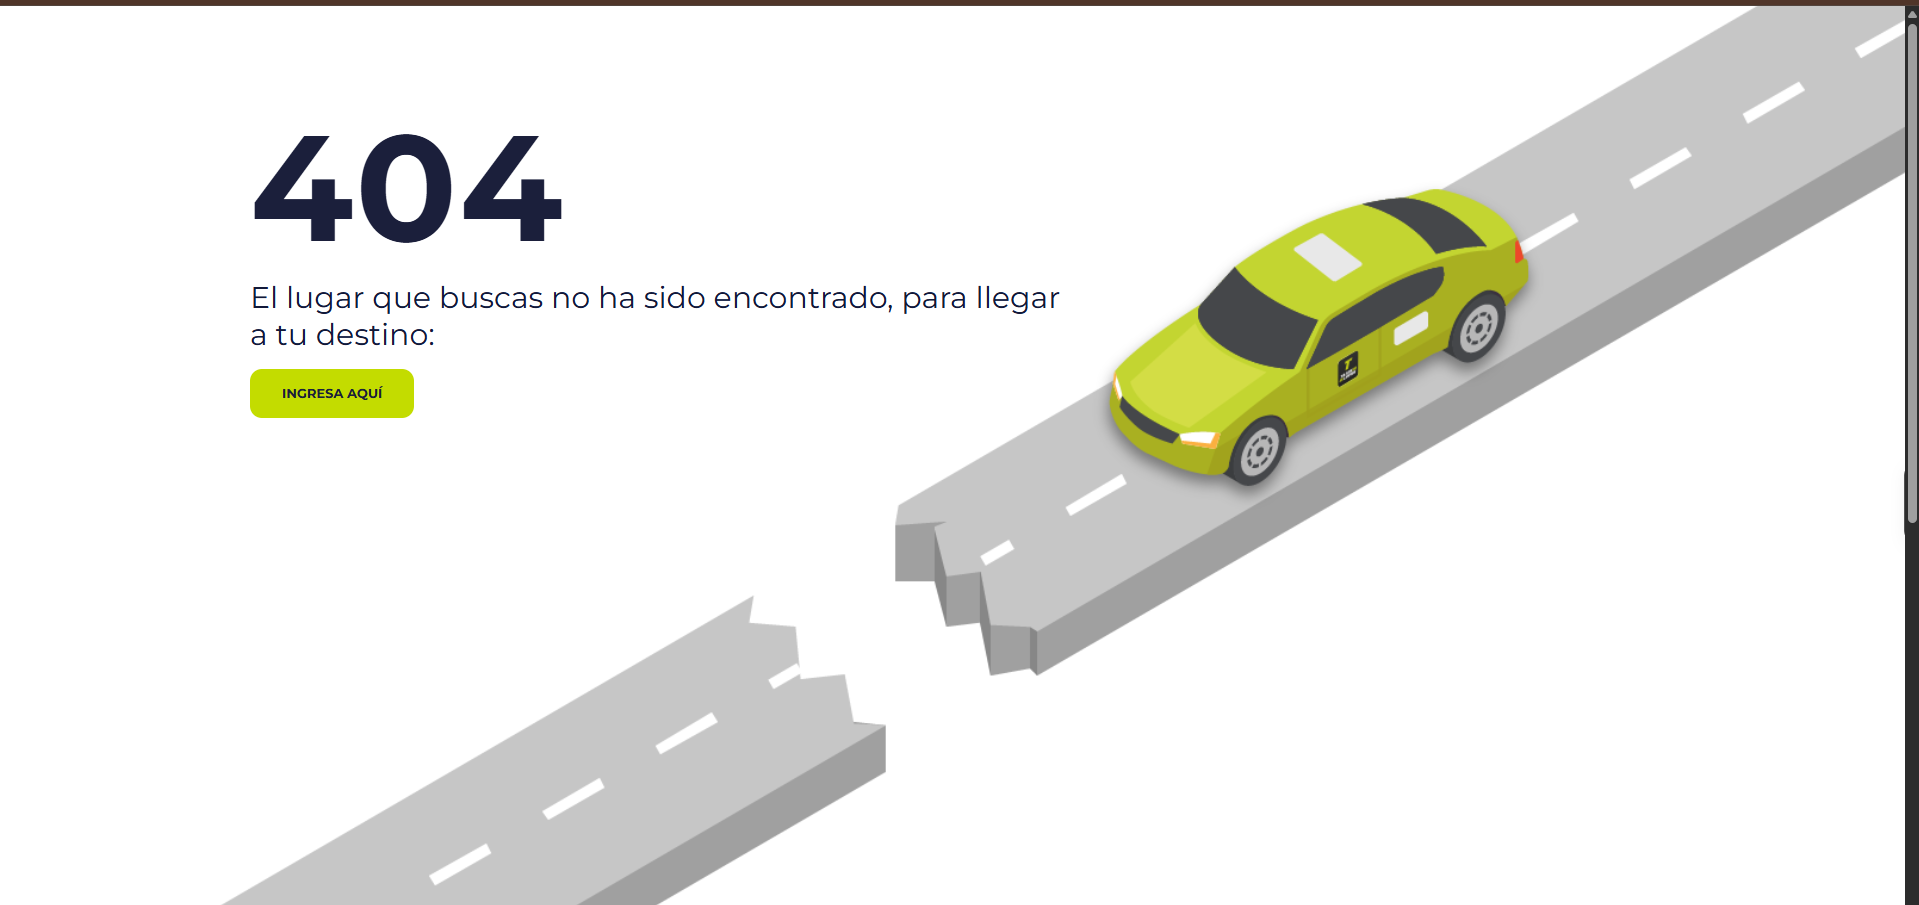 404
El lugar que buscas no ha sido encontrado, para llegar
a tu destino:
INGRESA AQUÍ
T